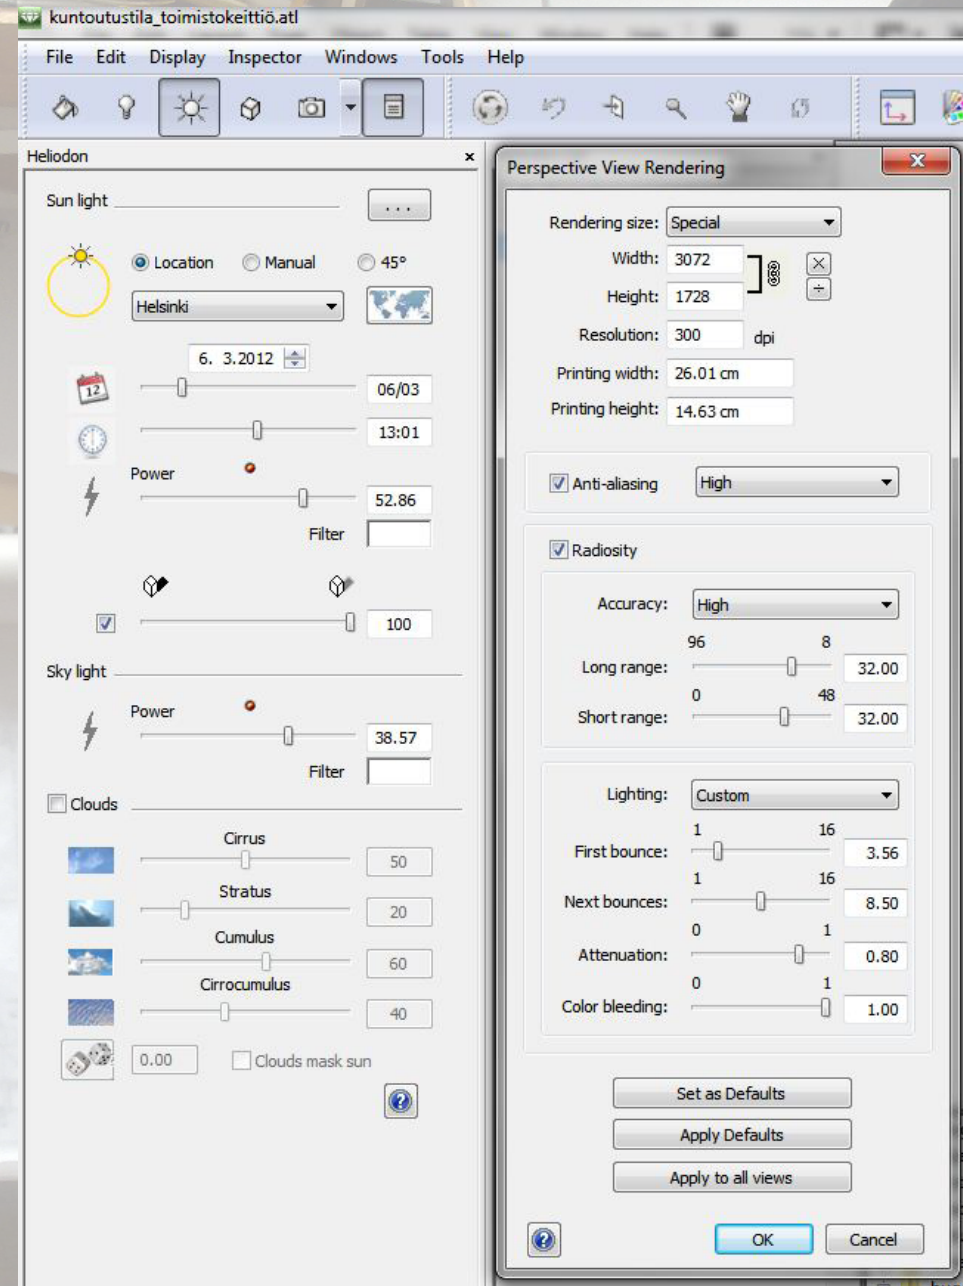 kuntoutustila_toimistokeittiö.atl
File Edit Display Inspector Windows Tools Help
Heliodon x
Sun light ...
Location Manual 45°
Helsinki
6. 3.2012
12 06/03
13:01
Power
52.86
Filter
100
Sky light
Power
38.57
Filter
Clouds
Cirrus
50
Stratus
20
Cumulus
60
Cirrocumulus
40
0.00 Clouds mask sun
?
Perspective View Rendering X
Rendering size: Special
Width: 3072
Height: 1728
Resolution: 300 dpi
Printing width: 26.01 cm
Printing height: 14.63 cm
Anti-aliasing High
Radiosity
Accuracy: High
96 8
Long range: 32.00
0 48
Short range: 32.00
Lighting: Custom
1 16
First bounce: 3.56
1 16
Next bounces: 8.50
0 1
Attenuation: 0.80
0 1
Color bleeding: 1.00
Set as Defaults
Apply Defaults
Apply to all views
? OK Cancel